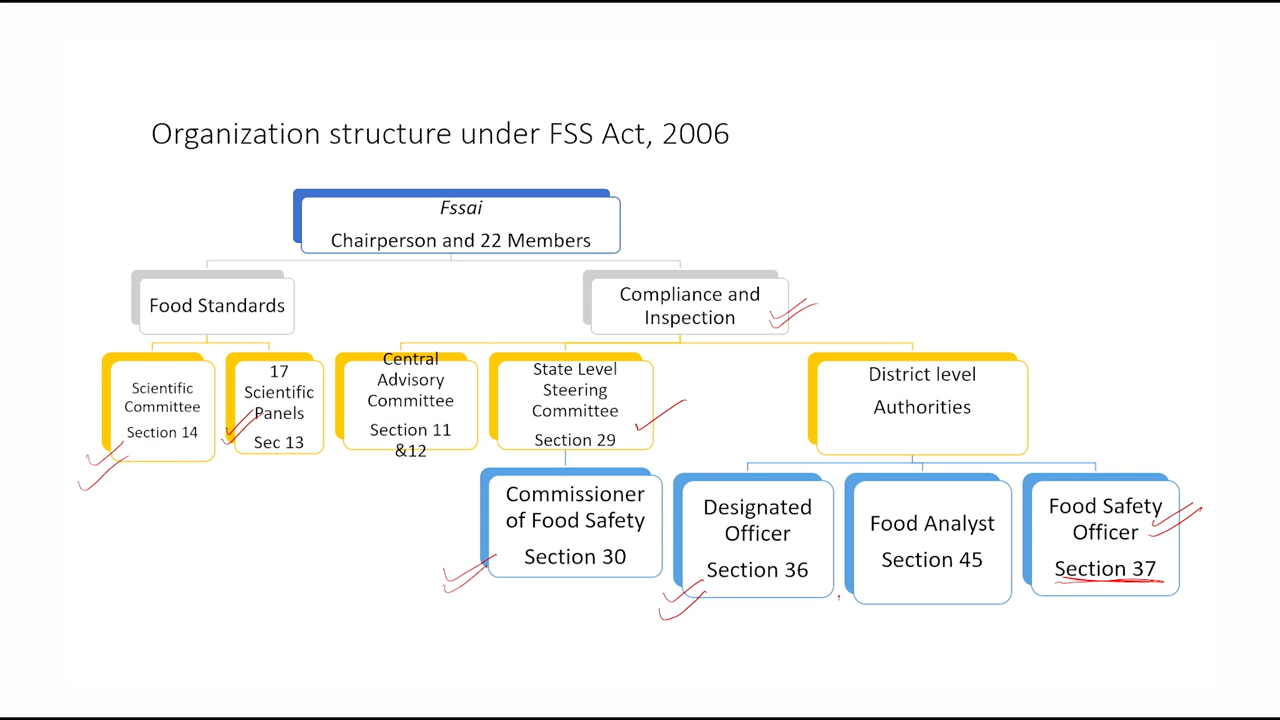 Organization structure under FSS Act, 2006
Fssai
Chairperson and 22 Members
Food Standards
Compliance and
Inspection
Scientific
Committee
Section 14
17
Scientific
Panels
Sec 13
Central
Advisory
Committee
Section 11
&12
State Level
Steering
Committee
Section 29
District level
Authorities
Commissioner
of Food Safety
Section 30
Designated
Officer
Section 36
Food Analyst
Section 45
Food Safety
Officer
Section 37